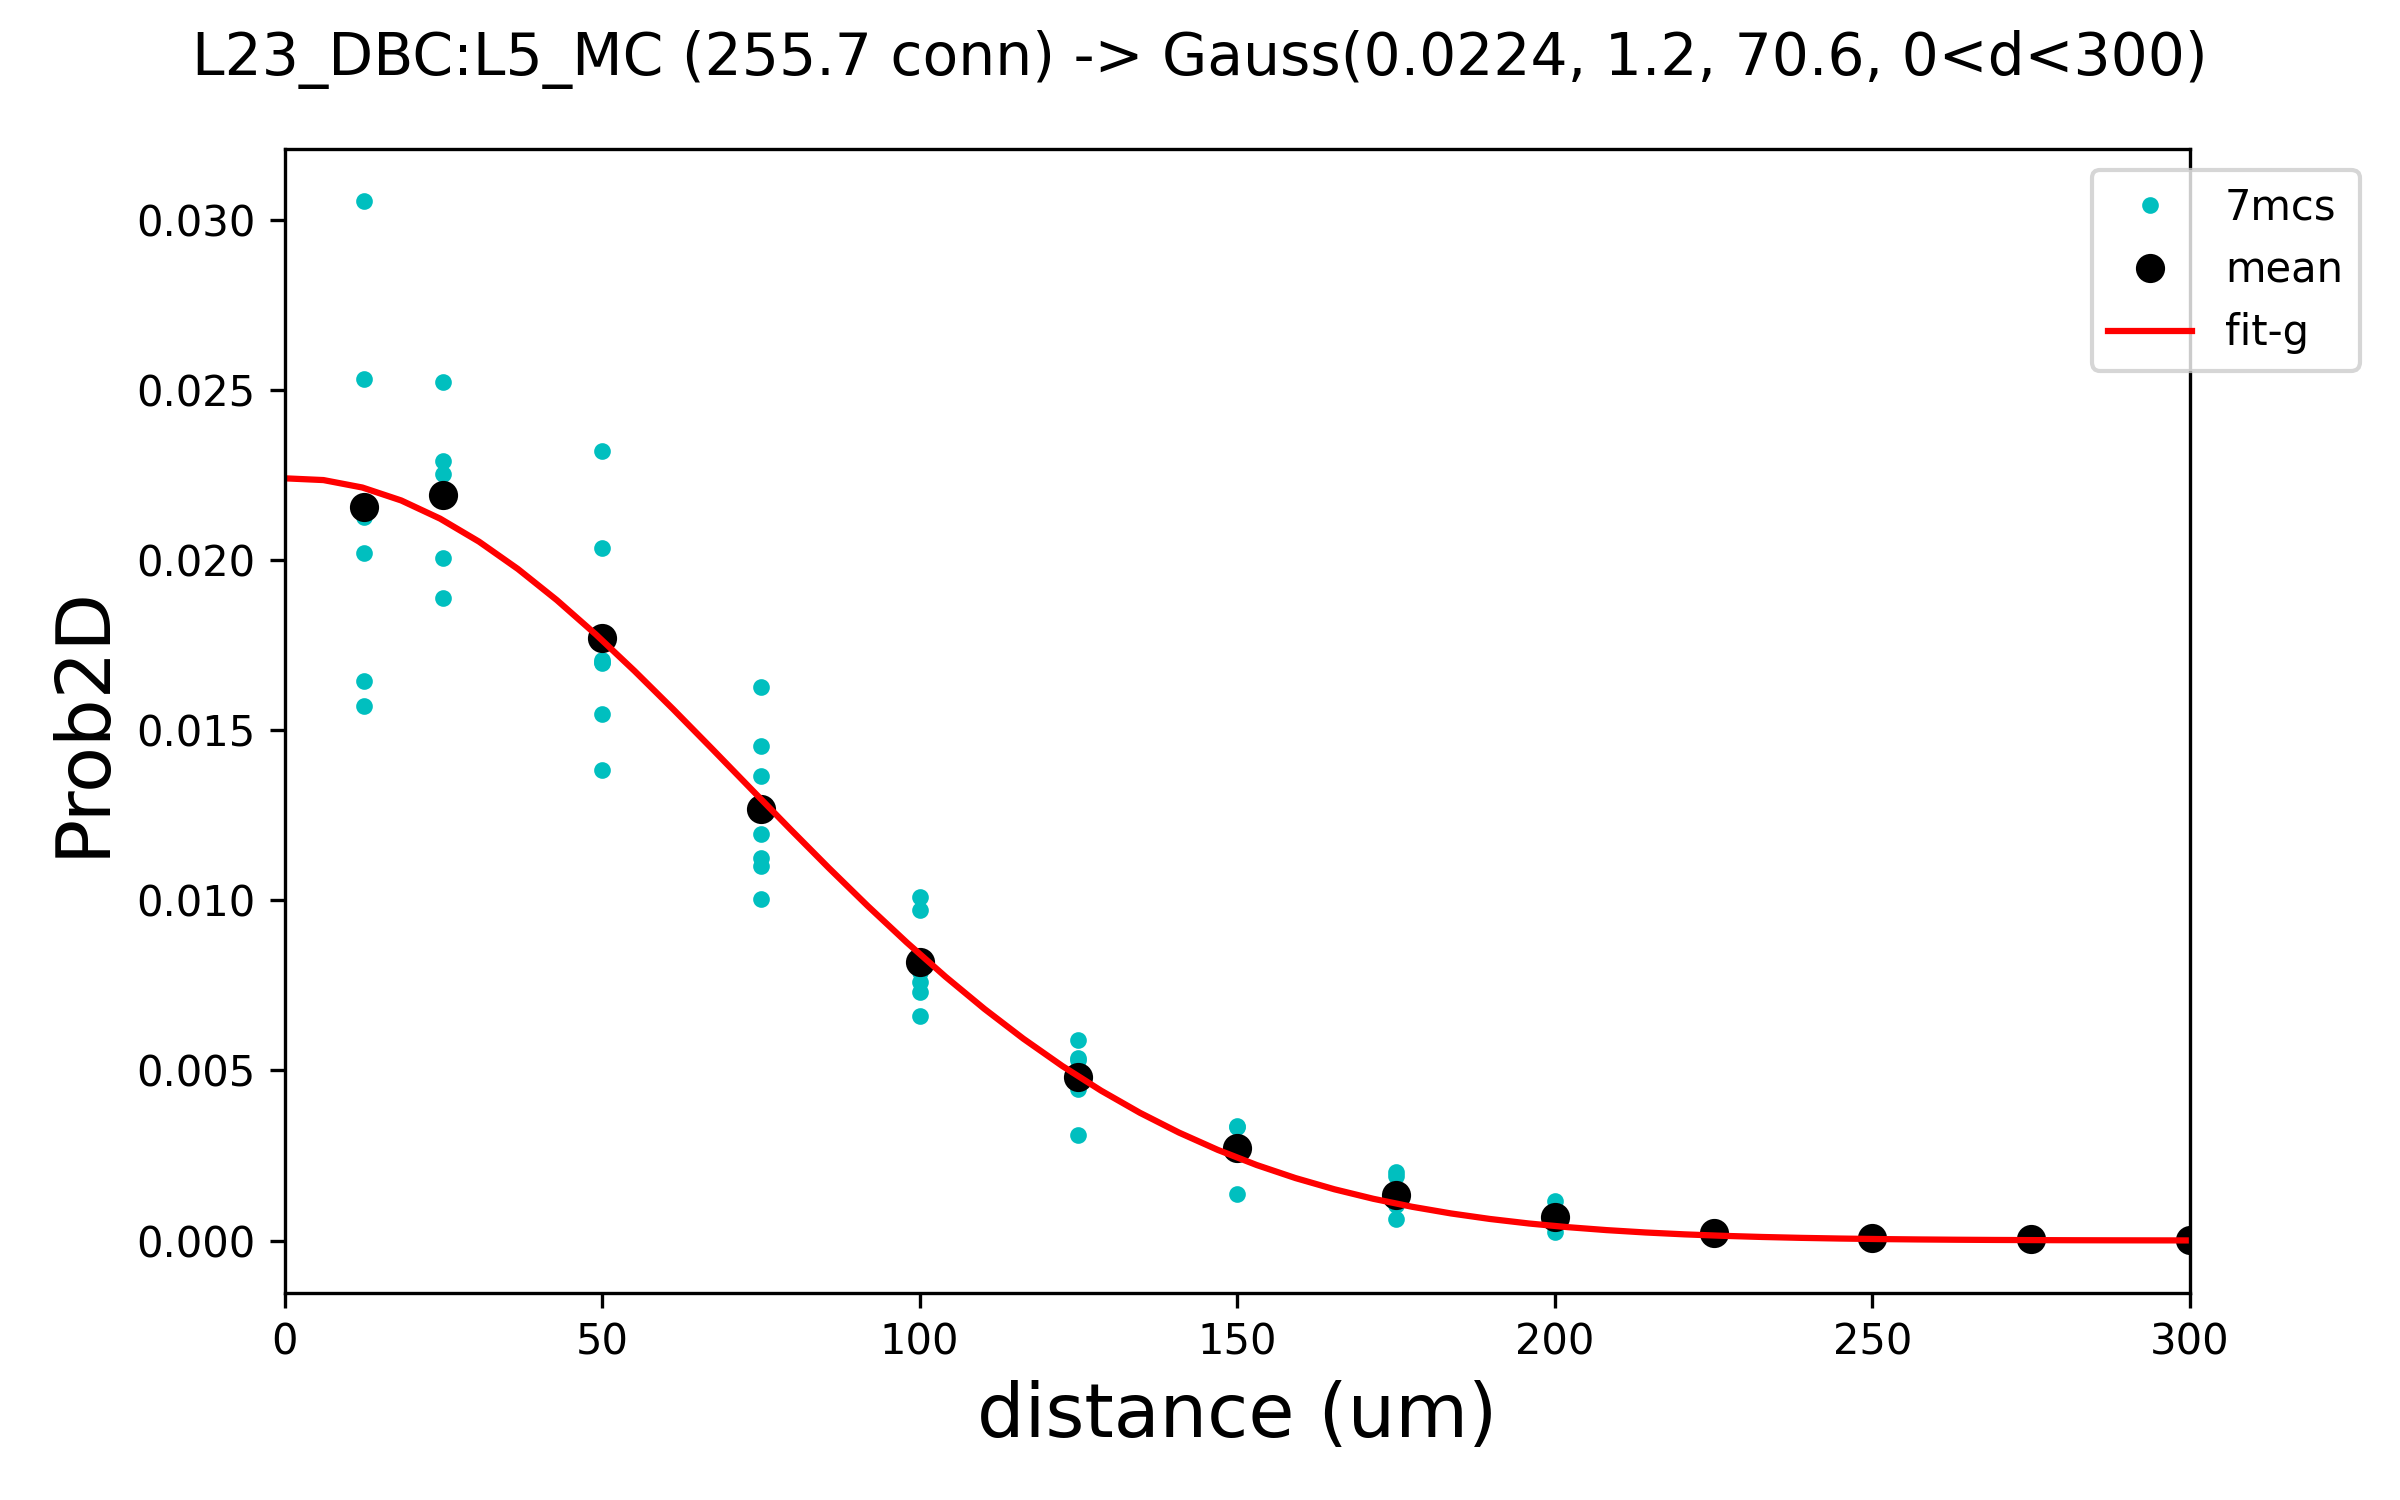 L23_DBC:L5_MC (255.7 conn) -> Gauss(0.0224, 1.2, 70.6, 0<d<300)
7mcs
mean
fit-g
Prob2D
0.030
0.025
0.020
0.015
0.010
0.005
0.000
0 50 100 150 200 250 300
distance (um)